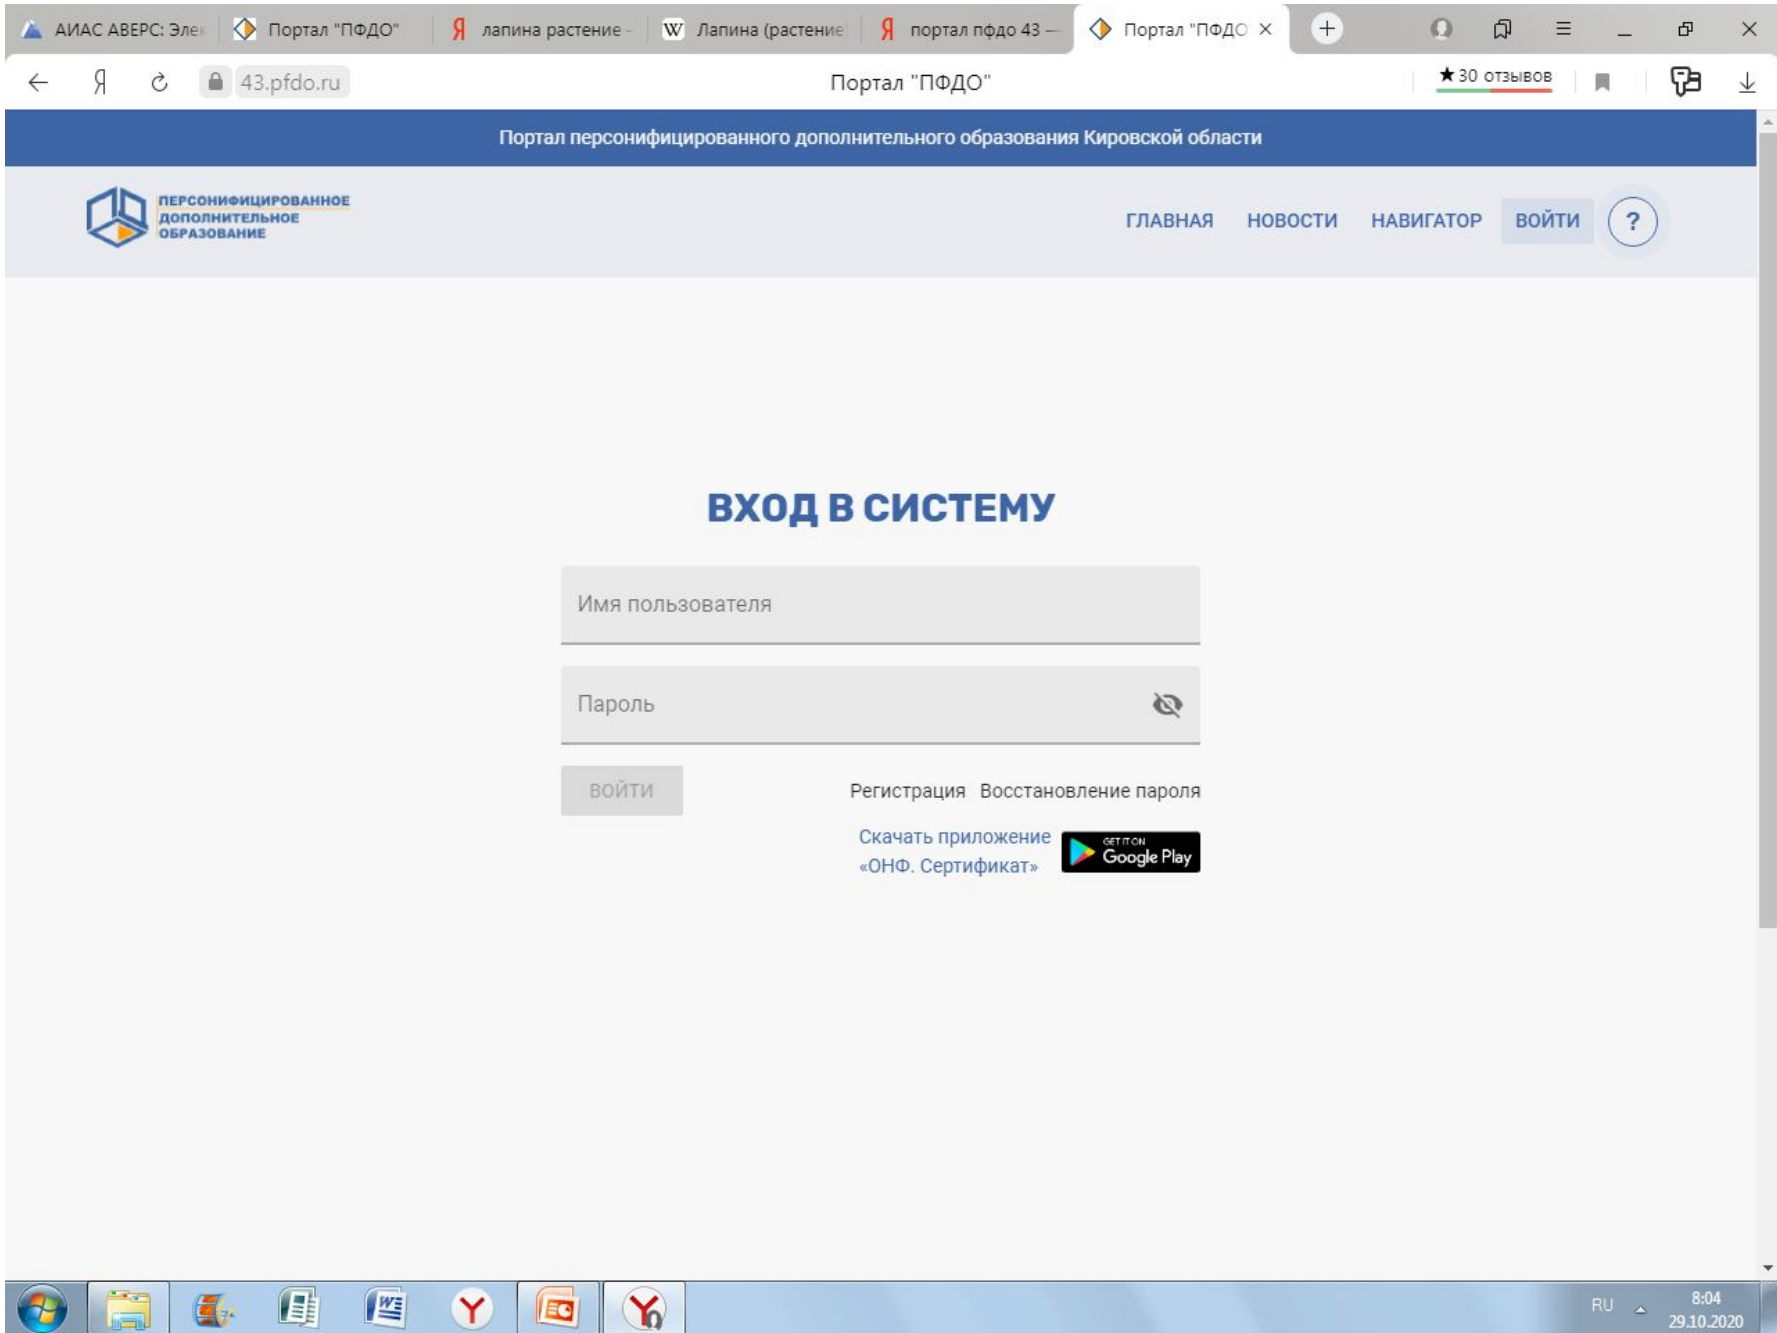 АИАС АВЕРС: Элек
Портал "ПФДО"
лапина растение –
Лапина (растение)
портал пфдо 43 —
Портал "ПФДО
43.pfdo.ru
Портал "ПФДО"
★ 30 отзывов
Портал персонифицированного дополнительного образования Кировской области
ПЕРСОНИФИЦИРОВАННОЕ
ДОПОЛНИТЕЛЬНОЕ
ОБРАЗОВАНИЕ
ГЛАВНАЯ
НОВОСТИ
НАВИГАТОР
ВОЙТИ
?
ВХОД В СИСТЕМУ
Имя пользователя
Пароль
ВОЙТИ
Регистрация Восстановление пароля
Скачать приложение
«ОНФ. Сертификат»
GET IT ON
Google Play
RU
8:04
29.10.2020